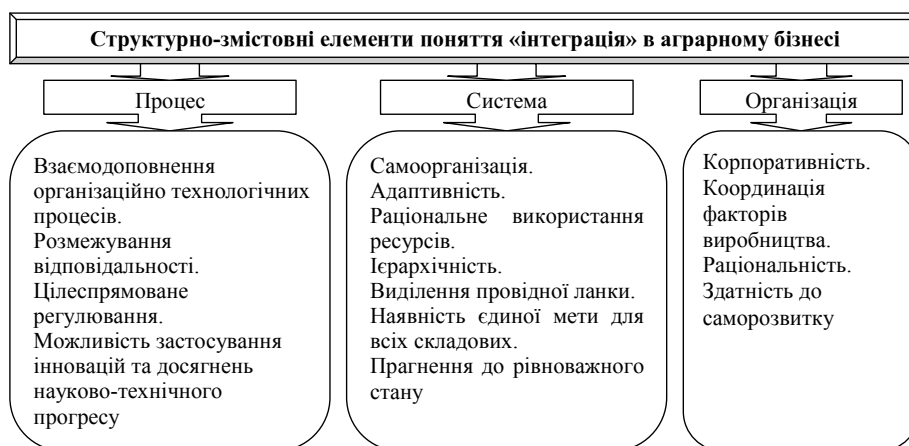 Структурно-змістовні елементи поняття «інтеграція» в аграрному бізнесі
Процес
Взаємодоповнення
організаційно технологічних
процесів.
Розмежування
відповідальності.
Цілеспрямоване
регулювання.
Можливість застосування
інновацій та досягнень
науково-технічного
прогресу
Система
Самоорганізація.
Адаптивність.
Раціональне використання
ресурсів.
Ієрархічність.
Виділення провідної ланки.
Наявність єдиної мети для
всіх складових.
Прагнення до рівноважного
стану
Організація
Корпоративність.
Координація
факторів
виробництва.
Раціональність.
Здатність до
саморозвитку